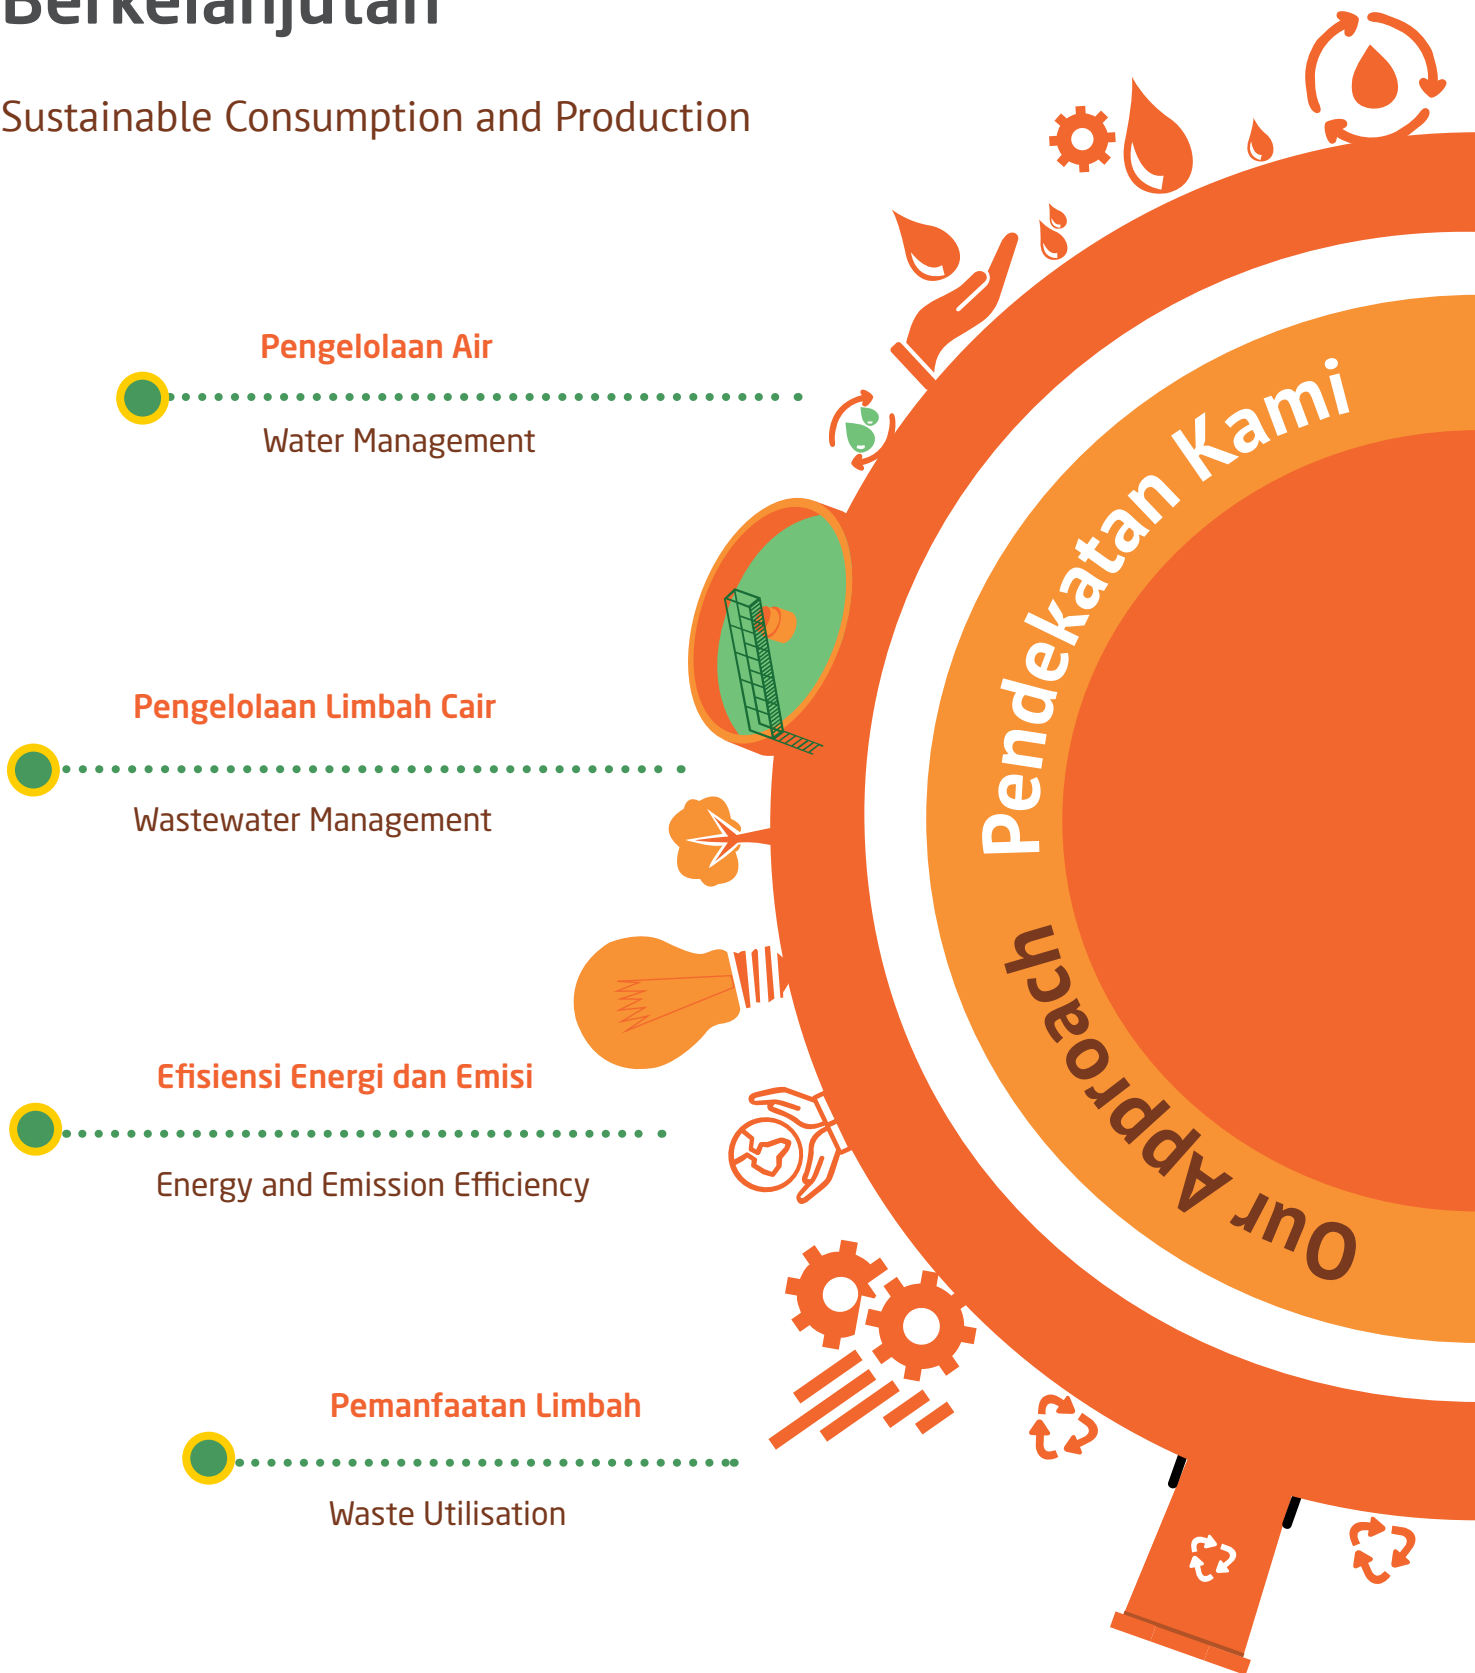 Berkelanjutan
Sustainable Consumption and Production
Pengelolaan Air
Water Management
Pengelolaan Limbah Cair
Wastewater Management
Efisiensi Energi dan Emisi
Energy and Emission Efficiency
Pemanfaatan Limbah
Waste Utilisation
Pendekatan Kami
Our Approach